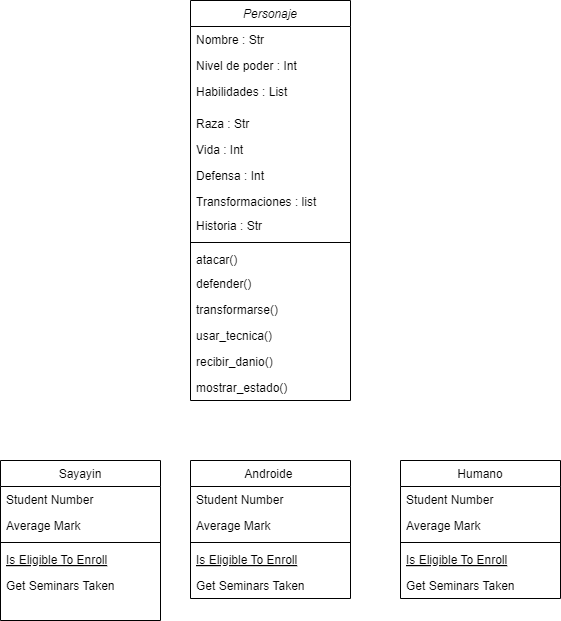 Personaje
Nombre : Str
Nivel de poder : Int
Habilidades : List
Raza : Str
Vida : Int
Defensa : Int
Transformaciones : list
Historia : Str
atacar()
defender()
transformarse()
usar_tecnica()
recibir_danio()
mostrar_estado()
Sayayin
Student Number
Average Mark
Is Eligible To Enroll
Get Seminars Taken
Androide
Student Number
Average Mark
Is Eligible To Enroll
Get Seminars Taken
Humano
Student Number
Average Mark
Is Eligible To Enroll
Get Seminars Taken